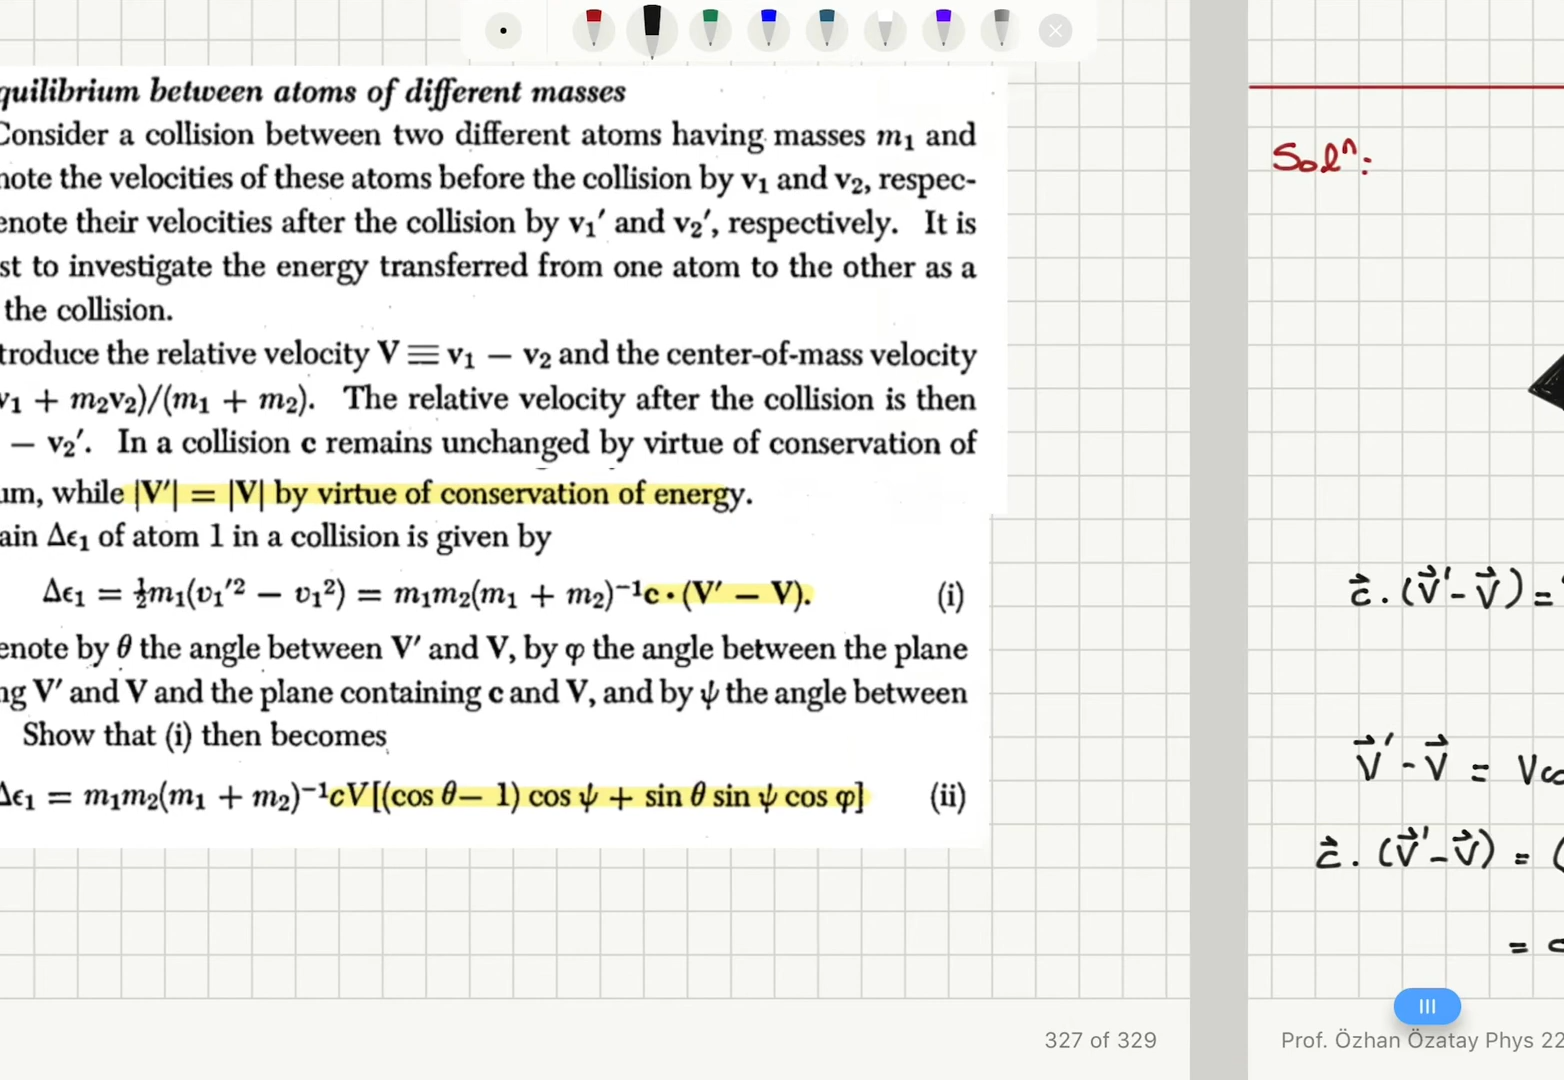 quilibrium between atoms of different masses
Consider a collision between two different atoms having masses m₁ and
note the velocities of these atoms before the collision by v₁ and v₂, respec-
enote their velocities after the collision by v₁′ and v₂′, respectively. It is
st to investigate the energy transferred from one atom to the other as a
the collision.
troduce the relative velocity V ≡ v₁ − v₂ and the center-of-mass velocity
v₁ + m₂v₂)/(m₁ + m₂). The relative velocity after the collision is then
− v₂′. In a collision c remains unchanged by virtue of conservation of
um, while |V′| = |V| by virtue of conservation of energy.
ain Δϵ₁ of atom 1 in a collision is given by
Δϵ₁ = ½m₁(v₁′² − v₁²) = m₁m₂(m₁ + m₂)⁻¹c · (V′ − V). (i)
enote by θ the angle between V′ and V, by φ the angle between the plane
ng V′ and V and the plane containing c and V, and by ψ the angle between
Show that (i) then becomes
Δϵ₁ = m₁m₂(m₁ + m₂)⁻¹cV[(cos θ− 1) cos ψ + sin θ sin ψ cos φ] (ii)
327 of 329
Solⁿ:
c⃗ . (V⃗′ - V⃗) =
V⃗′ - V⃗ = Vco
c⃗ . (V⃗′ - V⃗) = (
= c
Prof. Özhan Özatay Phys 22